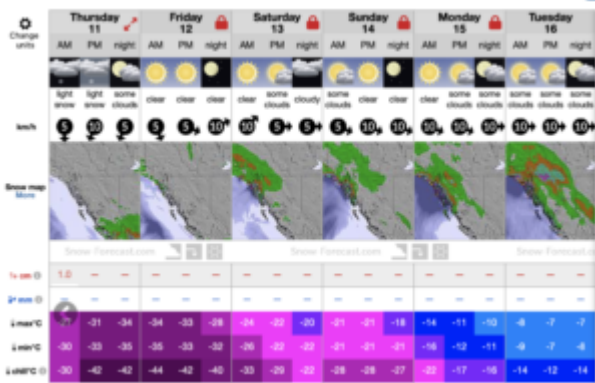 Change units
Thursday 11
Friday 12
Saturday 13
Sunday 14
Monday 15
Tuesday 16
AM PM night AM PM night AM PM night AM PM night AM PM night AM PM night
light snow light snow some clouds clear clear clear clear some clouds cloudy some clouds clear clear clear some clouds some clouds some clouds some clouds some clouds
km/h 5 10 5 5 5 10 10 5 5 5 10 10 10 10 10 10 10 10
Snow map
More
Snow-Forecast.com Snow-Forecast.com Snow-Forecast.com
cm 1.0 — — — — — — — — — — — — — — — — —
mm — — — — — — — — — — — — — — — — — —
max°C -31 -34 -34 -33 -28 -24 -22 -20 -21 -21 -18 -14 -11 -10 -8 -7 -7
min°C -30 -33 -35 -35 -33 -32 -26 -22 -22 -21 -21 -21 -16 -12 -11 -9 -7 -8
chill°C -30 -42 -42 -44 -42 -40 -33 -29 -22 -28 -28 -27 -22 -17 -16 -14 -12 -14